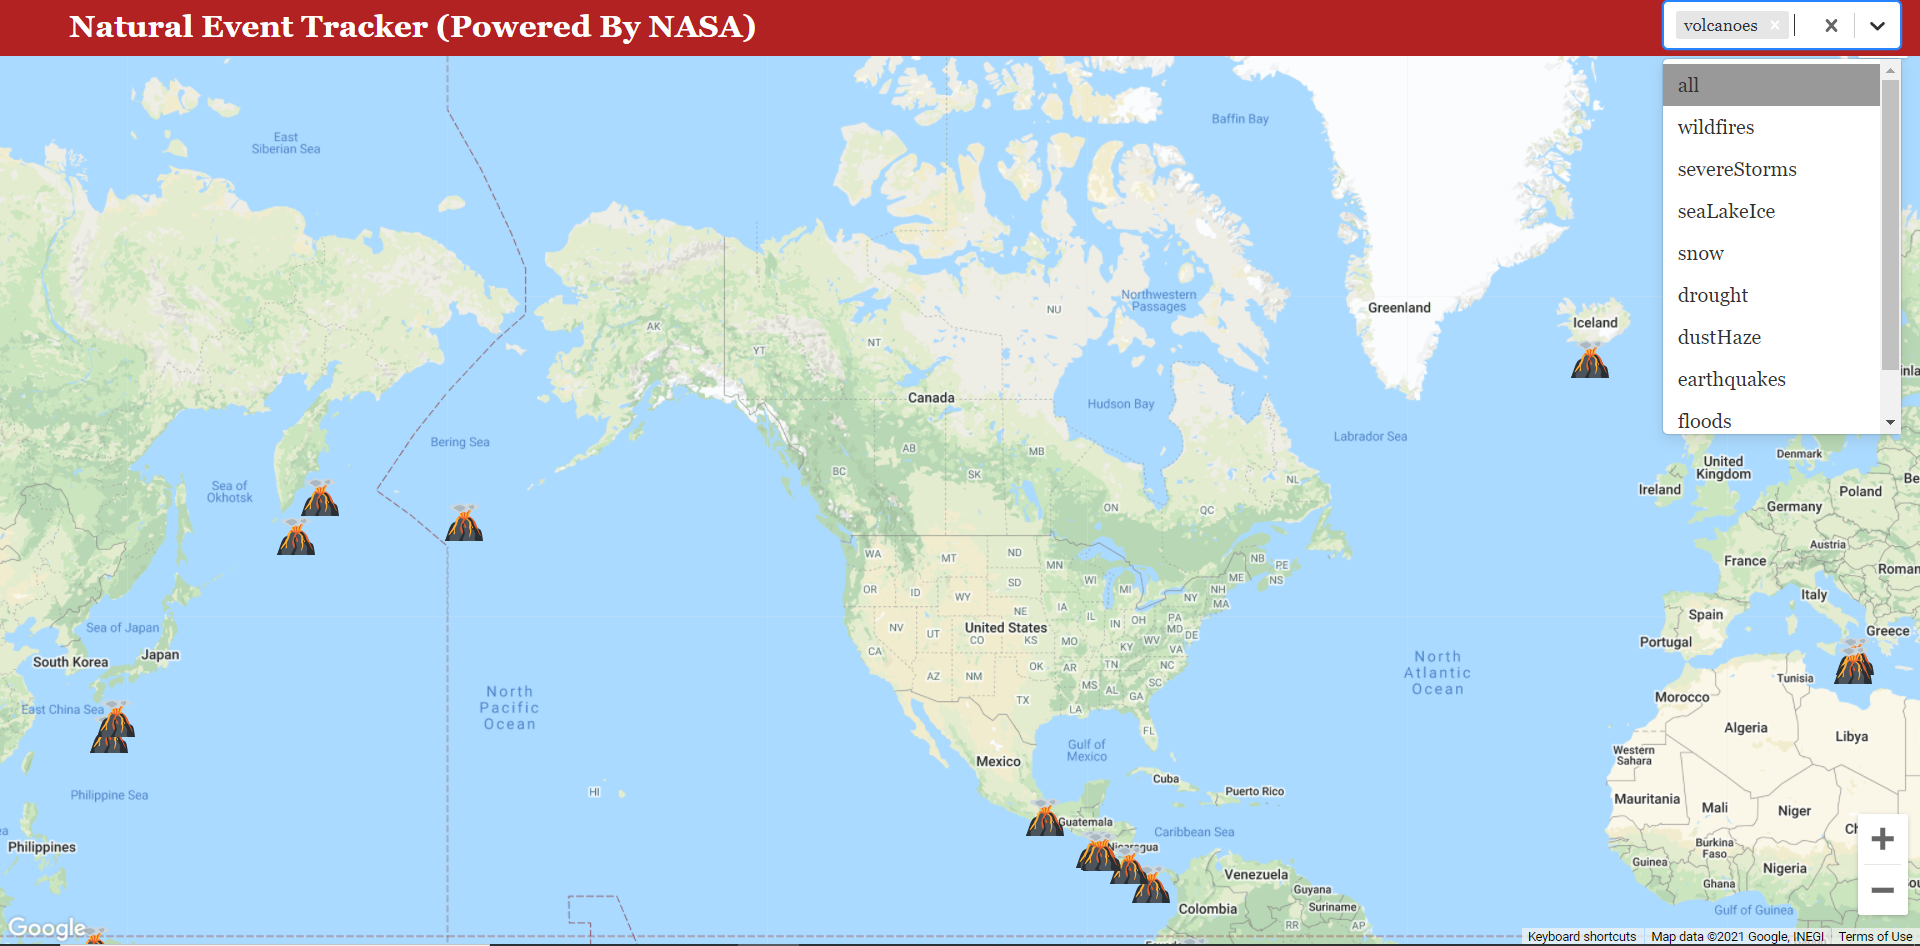 Natural Event Tracker (Powered By NASA)
volcanoes
all
wildfires
severeStorms
seaLakeIce
snow
drought
dustHaze
earthquakes
floods
Baffin Bay
East
Siberian Sea
Northwestern
Passages
NU
Greenland
Iceland
AK
NT
YT
Canada
Hudson Bay
Labrador Sea
Bering Sea
AB
MB
BC
SK
NL
Denmark
United
Kingdom
Ireland
Poland
Sea of
Okhotsk
Germany
ON
QC
Austria
France
WA
MT
ND
MN
NB
PE
ME
NS
OR
ID
SD
WY
WI
MI
NH
NY
MA
Italy
Spain
Greece
Portugal
NE
IA
IL
IN
OH
PA
MD
DE
Sea of Japan
NV
UT
United States
CO
KS
MO
KY
WV
VA
Japan
South Korea
CA
OK
AR
TN
NC
AZ
NM
MS
AL
GA
SC
TX
LA
FL
North
Atlantic
Ocean
North
Pacific
Ocean
Tunisia
Morocco
Algeria
Libya
Western
Sahara
East China Sea
Gulf of
Mexico
Mexico
Cuba
Puerto Rico
HI
Philippine Sea
Mauritania
Mali
Niger
Guatemala
Caribbean Sea
Nicaragua
Philippines
Burkina
Faso
Guinea
Nigeria
Ghana
Venezuela
Guyana
Suriname
Colombia
Gulf of Guinea
RR
AP
Google
Keyboard shortcuts
Map data ©2021 Google, INEGI
Terms of Use